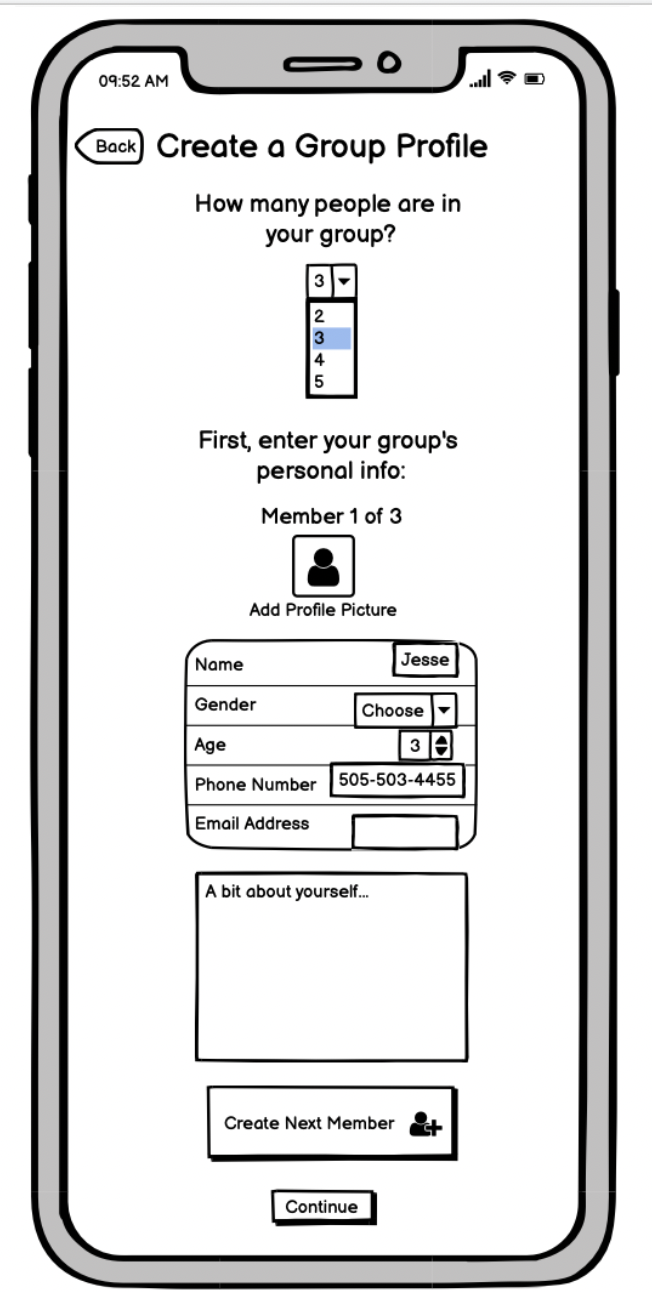 09:52 AM
Back
Create a Group Profile
How many people are in
your group?
3
2
3
4
5
First, enter your group's
personal info:
Member 1 of 3
Add Profile Picture
Name Jesse
Gender Choose
Age 3
Phone Number 505-503-4455
Email Address
A bit about yourself...
Create Next Member
Continue